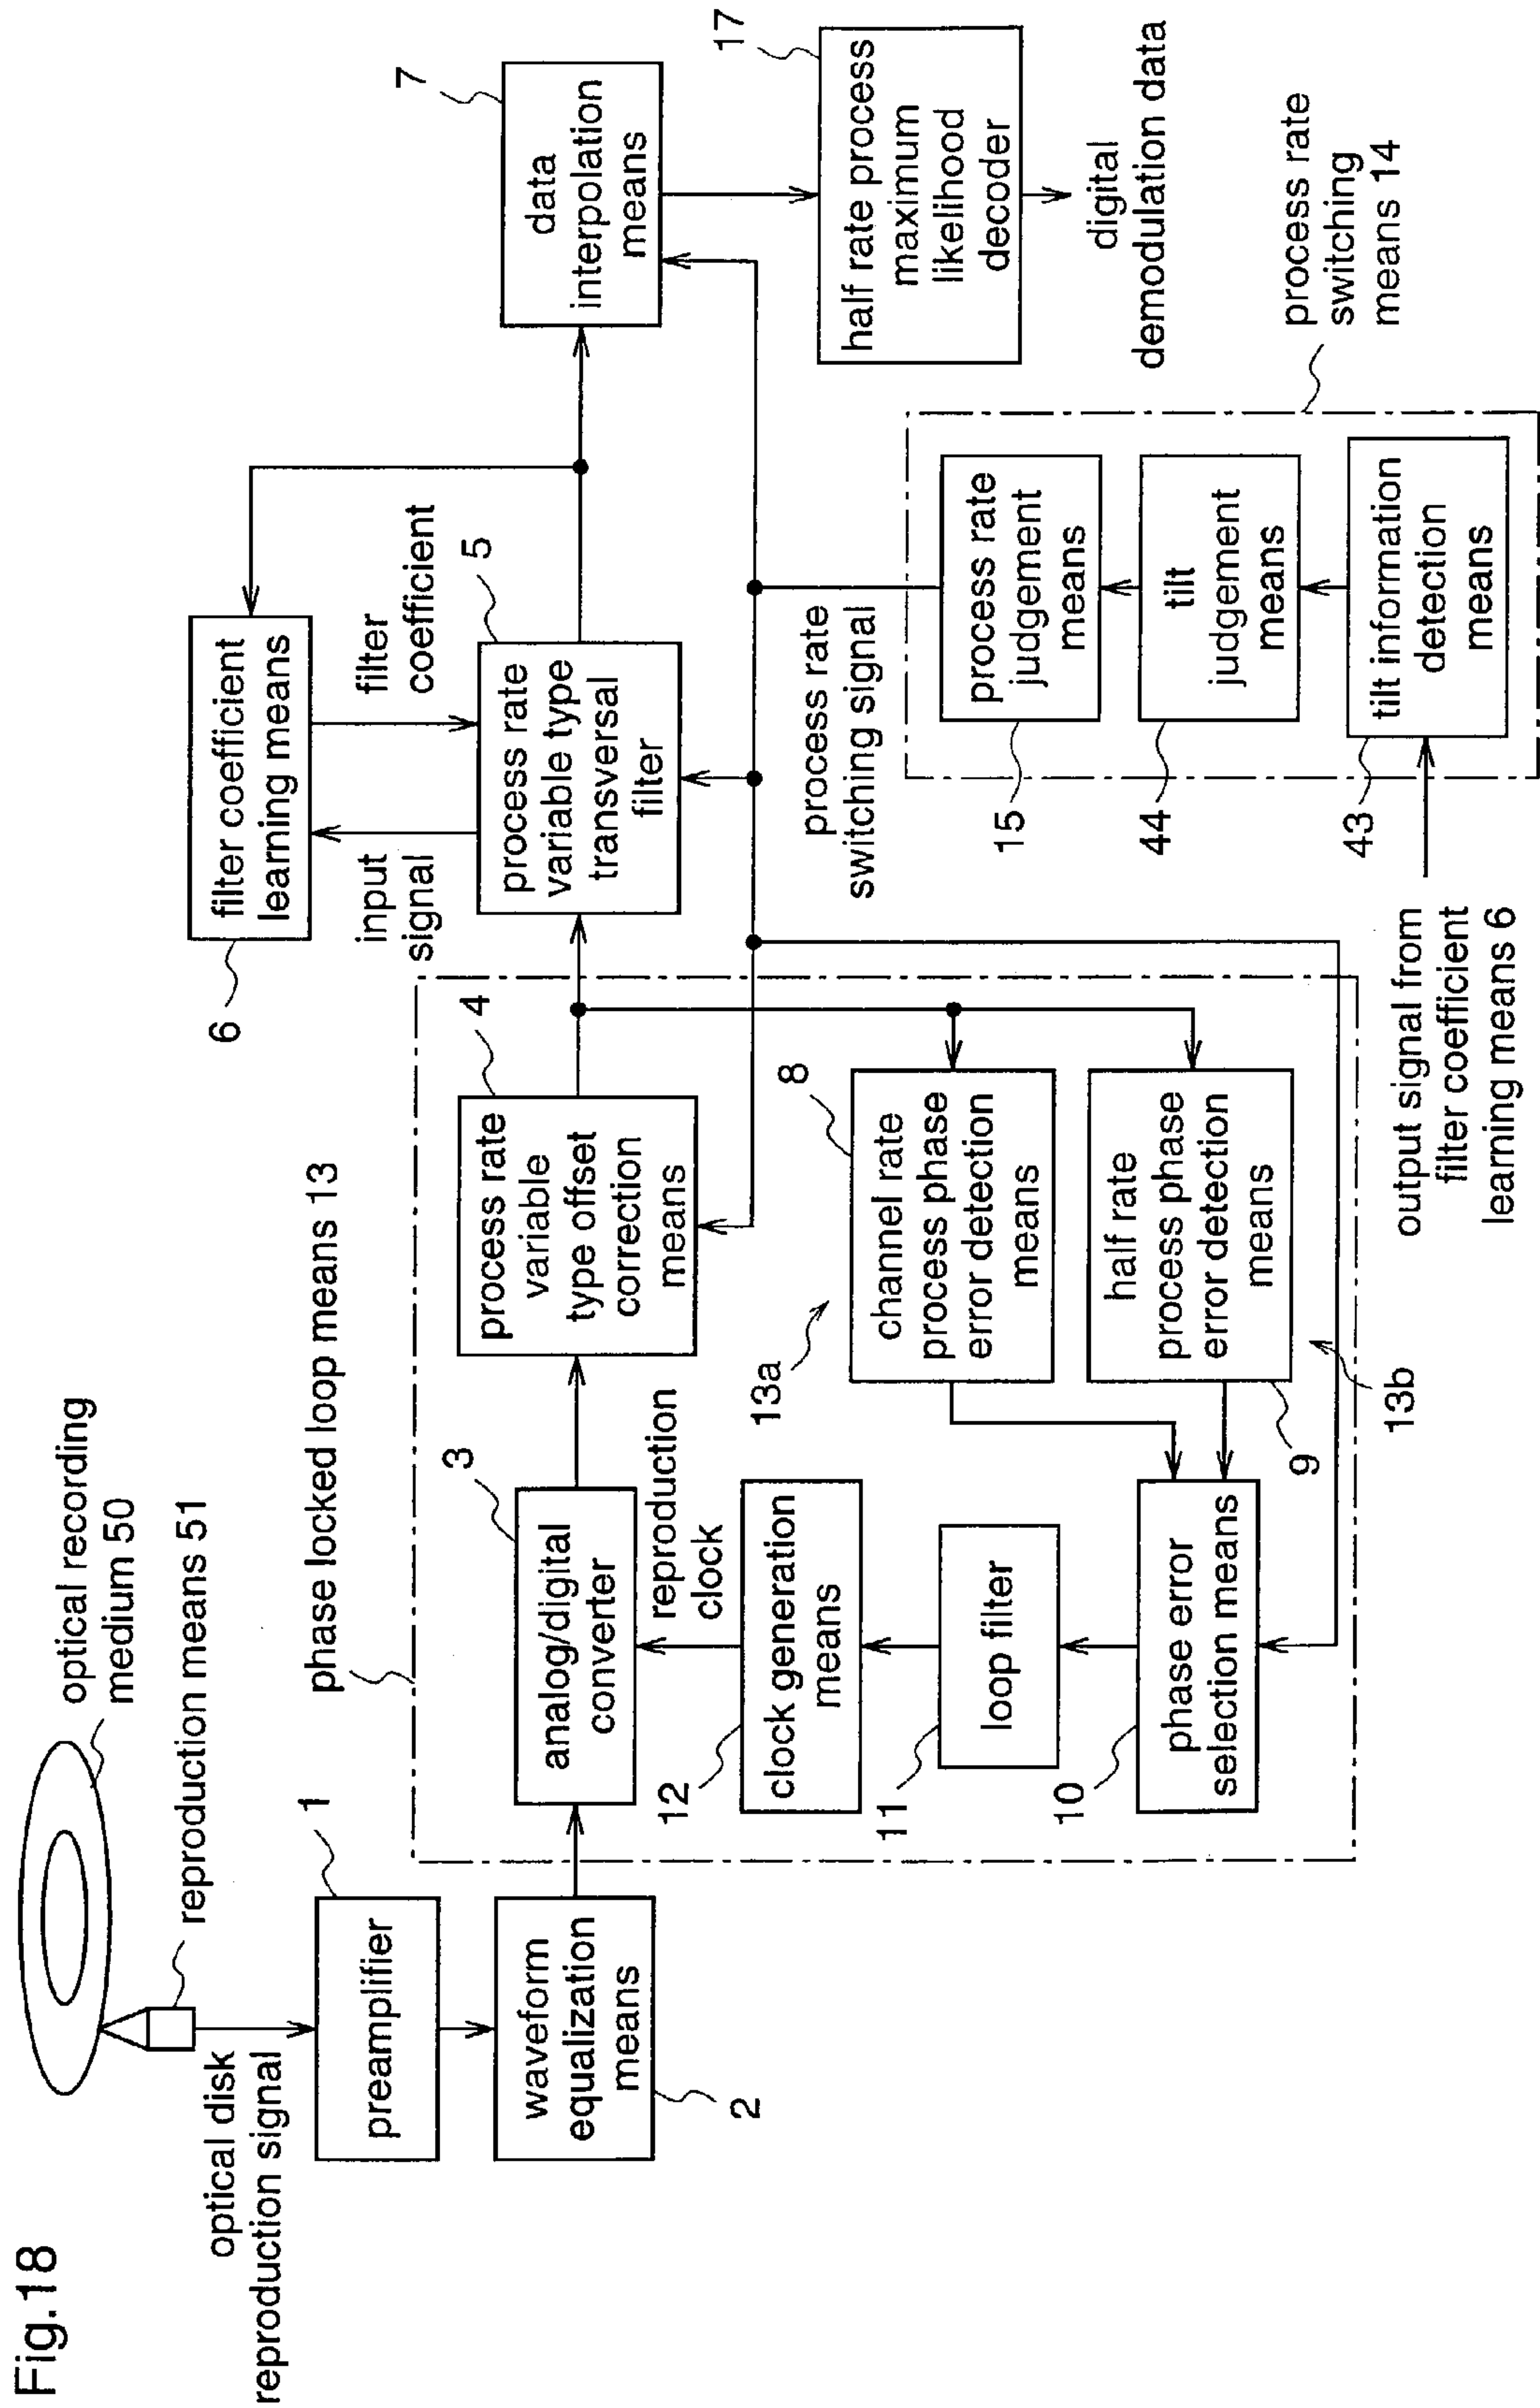 Fig.18
optical recording
medium 50
reproduction means 51
optical disk
reproduction signal
1
preamplifier
waveform
equalization
means
2
phase locked loop means 13
3
analog/digital
converter
reproduction
clock
4
process rate
variable
type offset
correction
means
6
filter coefficient
learning means
input
signal
filter
coefficient
5
process rate
variable type
transversal
filter
7
data
interpolation
means
17
half rate process
maximum
likelihood
decoder
digital
demodulation data
12
clock generation
means
11
loop filter
10
phase error
selection means
13a
8
channel rate
process phase
error detection
means
half rate
process phase
error detection
means
9
13b
process rate
switching signal
process rate
switching
means 14
15
process rate
judgement
means
44
tilt
judgement
means
43
tilt information
detection
means
output signal from
filter coefficient
learning means 6